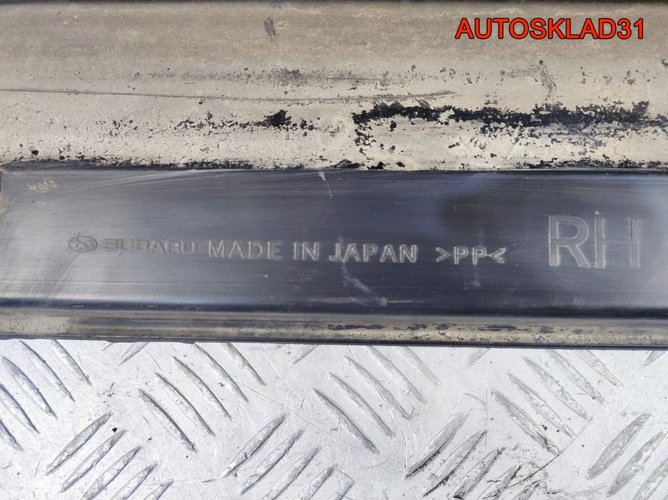 AUTOSKLAD31
SUBARU MADE IN JAPAN >PP< RH